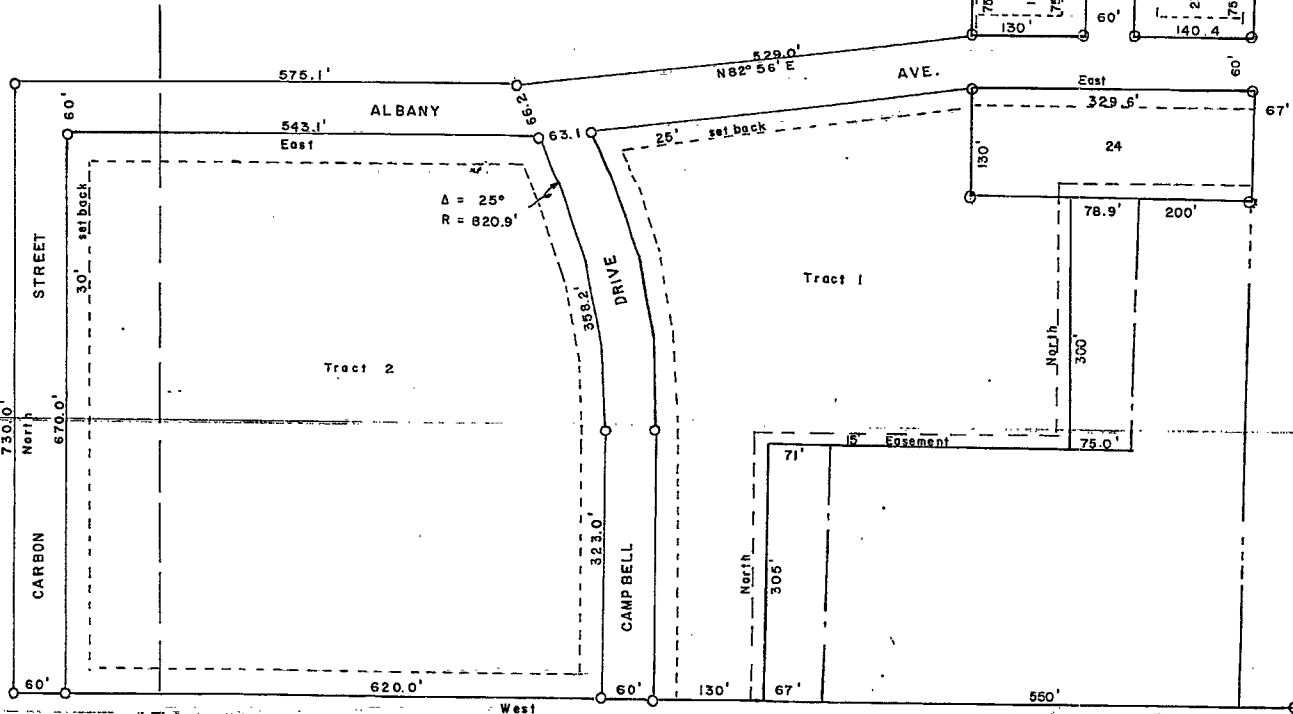 75'
1
75'
2
75'
130'
60'
140.4
575.1'
529.0'
N82° 56' E
AVE.
East
60'
60'
ALBANY
66.2
329.6'
67'
543.1'
East
63.1
25' set back
130'
24
Δ = 25°
R = 820.9'
78.9'
200'
STREET
30' set back
DRIVE
Tract 1
358.2'
North
300'
Tract 2
730.0'
North
670.0'
15 Easement
75.0'
71'
323.0'
CARBON
CAMPBELL
North
305'
60'
620.0'
60'
130'
67'
550'
West